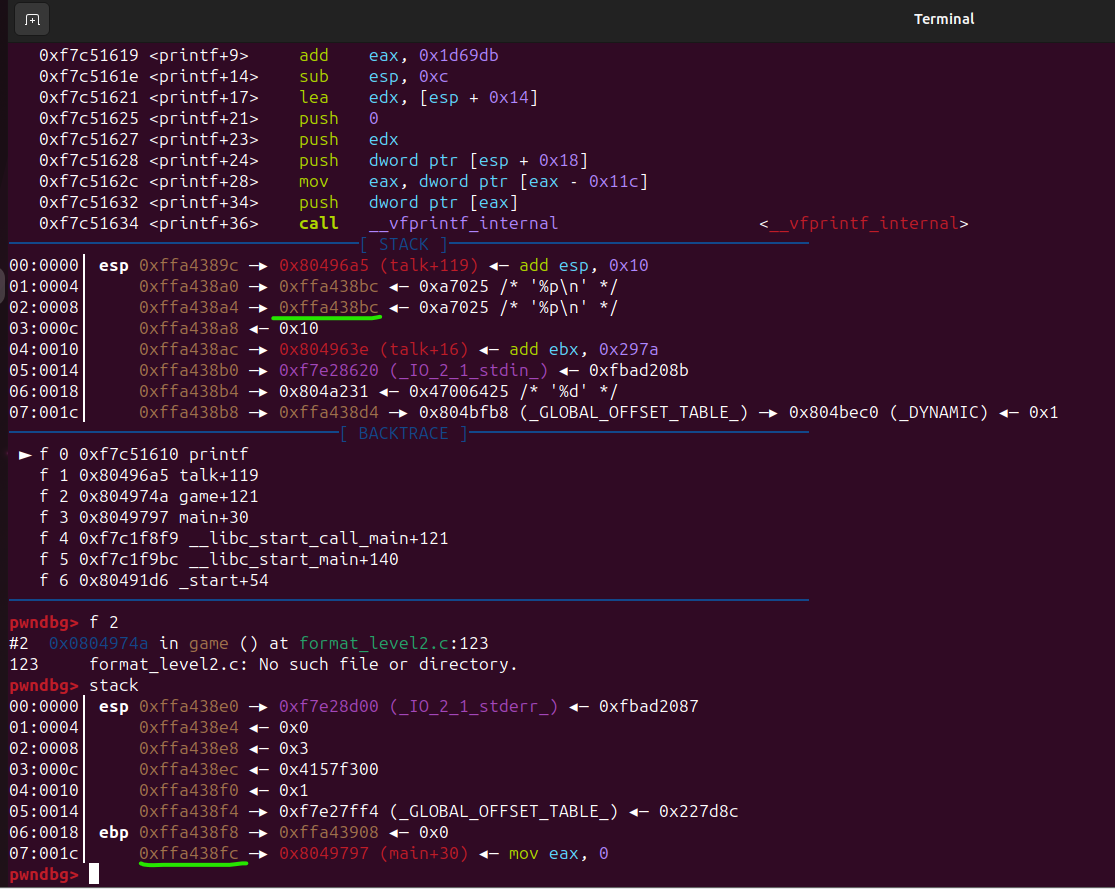 Terminal
0xf7c51619 <printf+9> add eax, 0x1d69db
0xf7c5161e <printf+14> sub esp, 0xc
0xf7c51621 <printf+17> lea edx, [esp + 0x14]
0xf7c51625 <printf+21> push 0
0xf7c51627 <printf+23> push edx
0xf7c51628 <printf+24> push dword ptr [esp + 0x18]
0xf7c5162c <printf+28> mov eax, dword ptr [eax - 0x11c]
0xf7c51632 <printf+34> push dword ptr [eax]
0xf7c51634 <printf+36> call __vfprintf_internal <__vfprintf_internal>
[ STACK ]
00:0000│ esp 0xffa4389c —▸ 0x80496a5 (talk+119) ◂— add esp, 0x10
01:0004│ 0xffa438a0 —▸ 0xffa438bc ◂— 0xa7025 /* '%p\n' */
02:0008│ 0xffa438a4 —▸ 0xffa438bc ◂— 0xa7025 /* '%p\n' */
03:000c│ 0xffa438a8 ◂— 0x10
04:0010│ 0xffa438ac —▸ 0x804963e (talk+16) ◂— add ebx, 0x297a
05:0014│ 0xffa438b0 —▸ 0xf7e28620 (_IO_2_1_stdin_) ◂— 0xfbad208b
06:0018│ 0xffa438b4 —▸ 0x804a231 ◂— 0x47006425 /* '%d' */
07:001c│ 0xffa438b8 —▸ 0xffa438d4 —▸ 0x804bfb8 (_GLOBAL_OFFSET_TABLE_) —▸ 0x804bec0 (_DYNAMIC) ◂— 0x1
[ BACKTRACE ]
► f 0 0xf7c51610 printf
f 1 0x80496a5 talk+119
f 2 0x804974a game+121
f 3 0x8049797 main+30
f 4 0xf7c1f8f9 __libc_start_call_main+121
f 5 0xf7c1f9bc __libc_start_main+140
f 6 0x80491d6 _start+54
pwndbg> f 2
#2 0x0804974a in game () at format_level2.c:123
123 format_level2.c: No such file or directory.
pwndbg> stack
00:0000│ esp 0xffa438e0 —▸ 0xf7e28d00 (_IO_2_1_stderr_) ◂— 0xfbad2087
01:0004│ 0xffa438e4 ◂— 0x0
02:0008│ 0xffa438e8 ◂— 0x3
03:000c│ 0xffa438ec ◂— 0x4157f300
04:0010│ 0xffa438f0 ◂— 0x1
05:0014│ 0xffa438f4 —▸ 0xf7e27ff4 (_GLOBAL_OFFSET_TABLE_) ◂— 0x227d8c
06:0018│ ebp 0xffa438f8 —▸ 0xffa43908 ◂— 0x0
07:001c│ 0xffa438fc —▸ 0x8049797 (main+30) ◂— mov eax, 0
pwndbg>